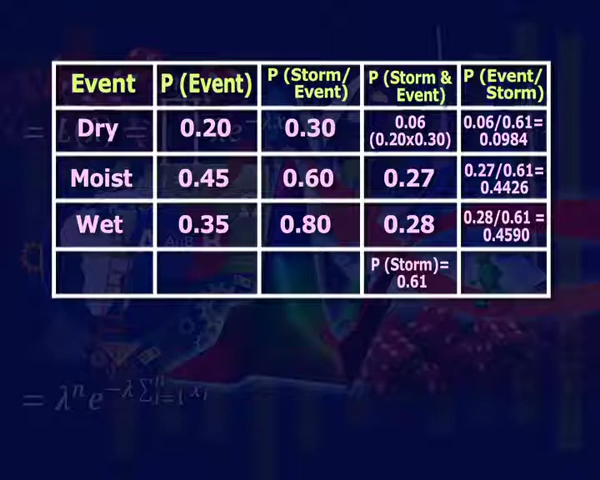 Event P (Event) P (Storm/ Event) P (Storm & Event) P (Event/ Storm)
Dry 0.20 0.30 0.06 (0.20x0.30) 0.06/0.61= 0.0984
Moist 0.45 0.60 0.27 0.27/0.61= 0.4426
Wet 0.35 0.80 0.28 0.28/0.61 = 0.4590
P (Storm)= 0.61